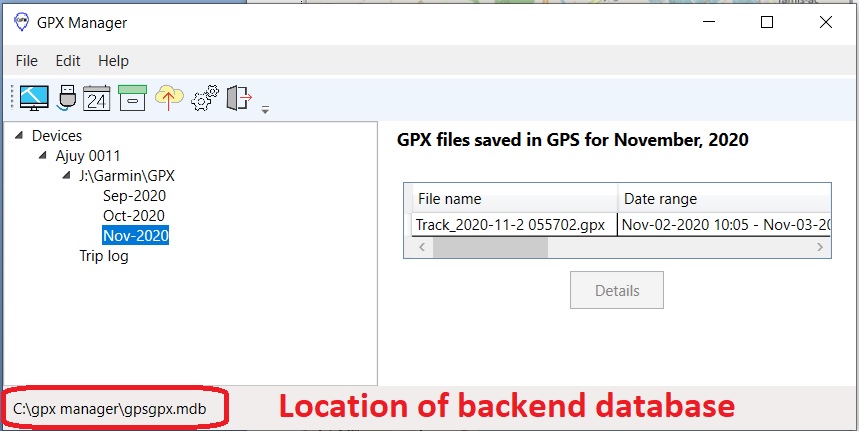 GPX Manager
File Edit Help
24
Devices
Ajuy 0011
J:\Garmin\GPX
Sep-2020
Oct-2020
Nov-2020
Trip log
GPX files saved in GPS for November, 2020
File name Date range
Track_2020-11-2 055702.gpx Nov-02-2020 10:05 - Nov-03-20
Details
C:\gpx manager\gpsgpx.mdb
Location of backend database